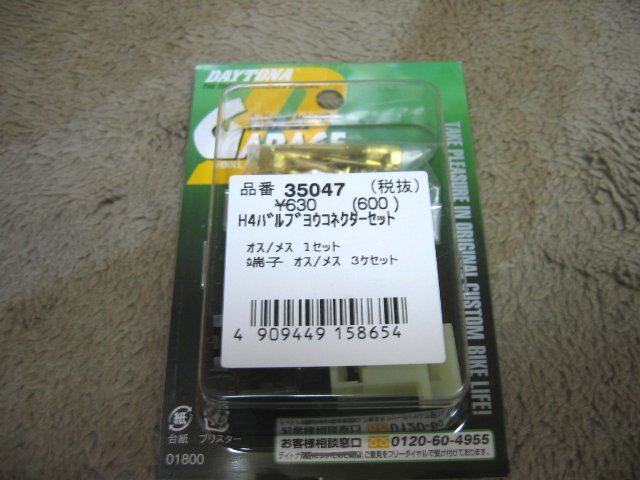 DAYTONA
GARAGE
品番 35047 (税抜)
¥630 (600)
H4バルブヨウコネクターセット
オス/メス 1セット
端子 オス/メス 3ケセット
4 909449 158654
TAKE PLEASURE IN ORIGINAL CUSTOM BIKE LIFE!
紙
台紙 ブリスター
01800
お客様相談窓口 0120-60-4955